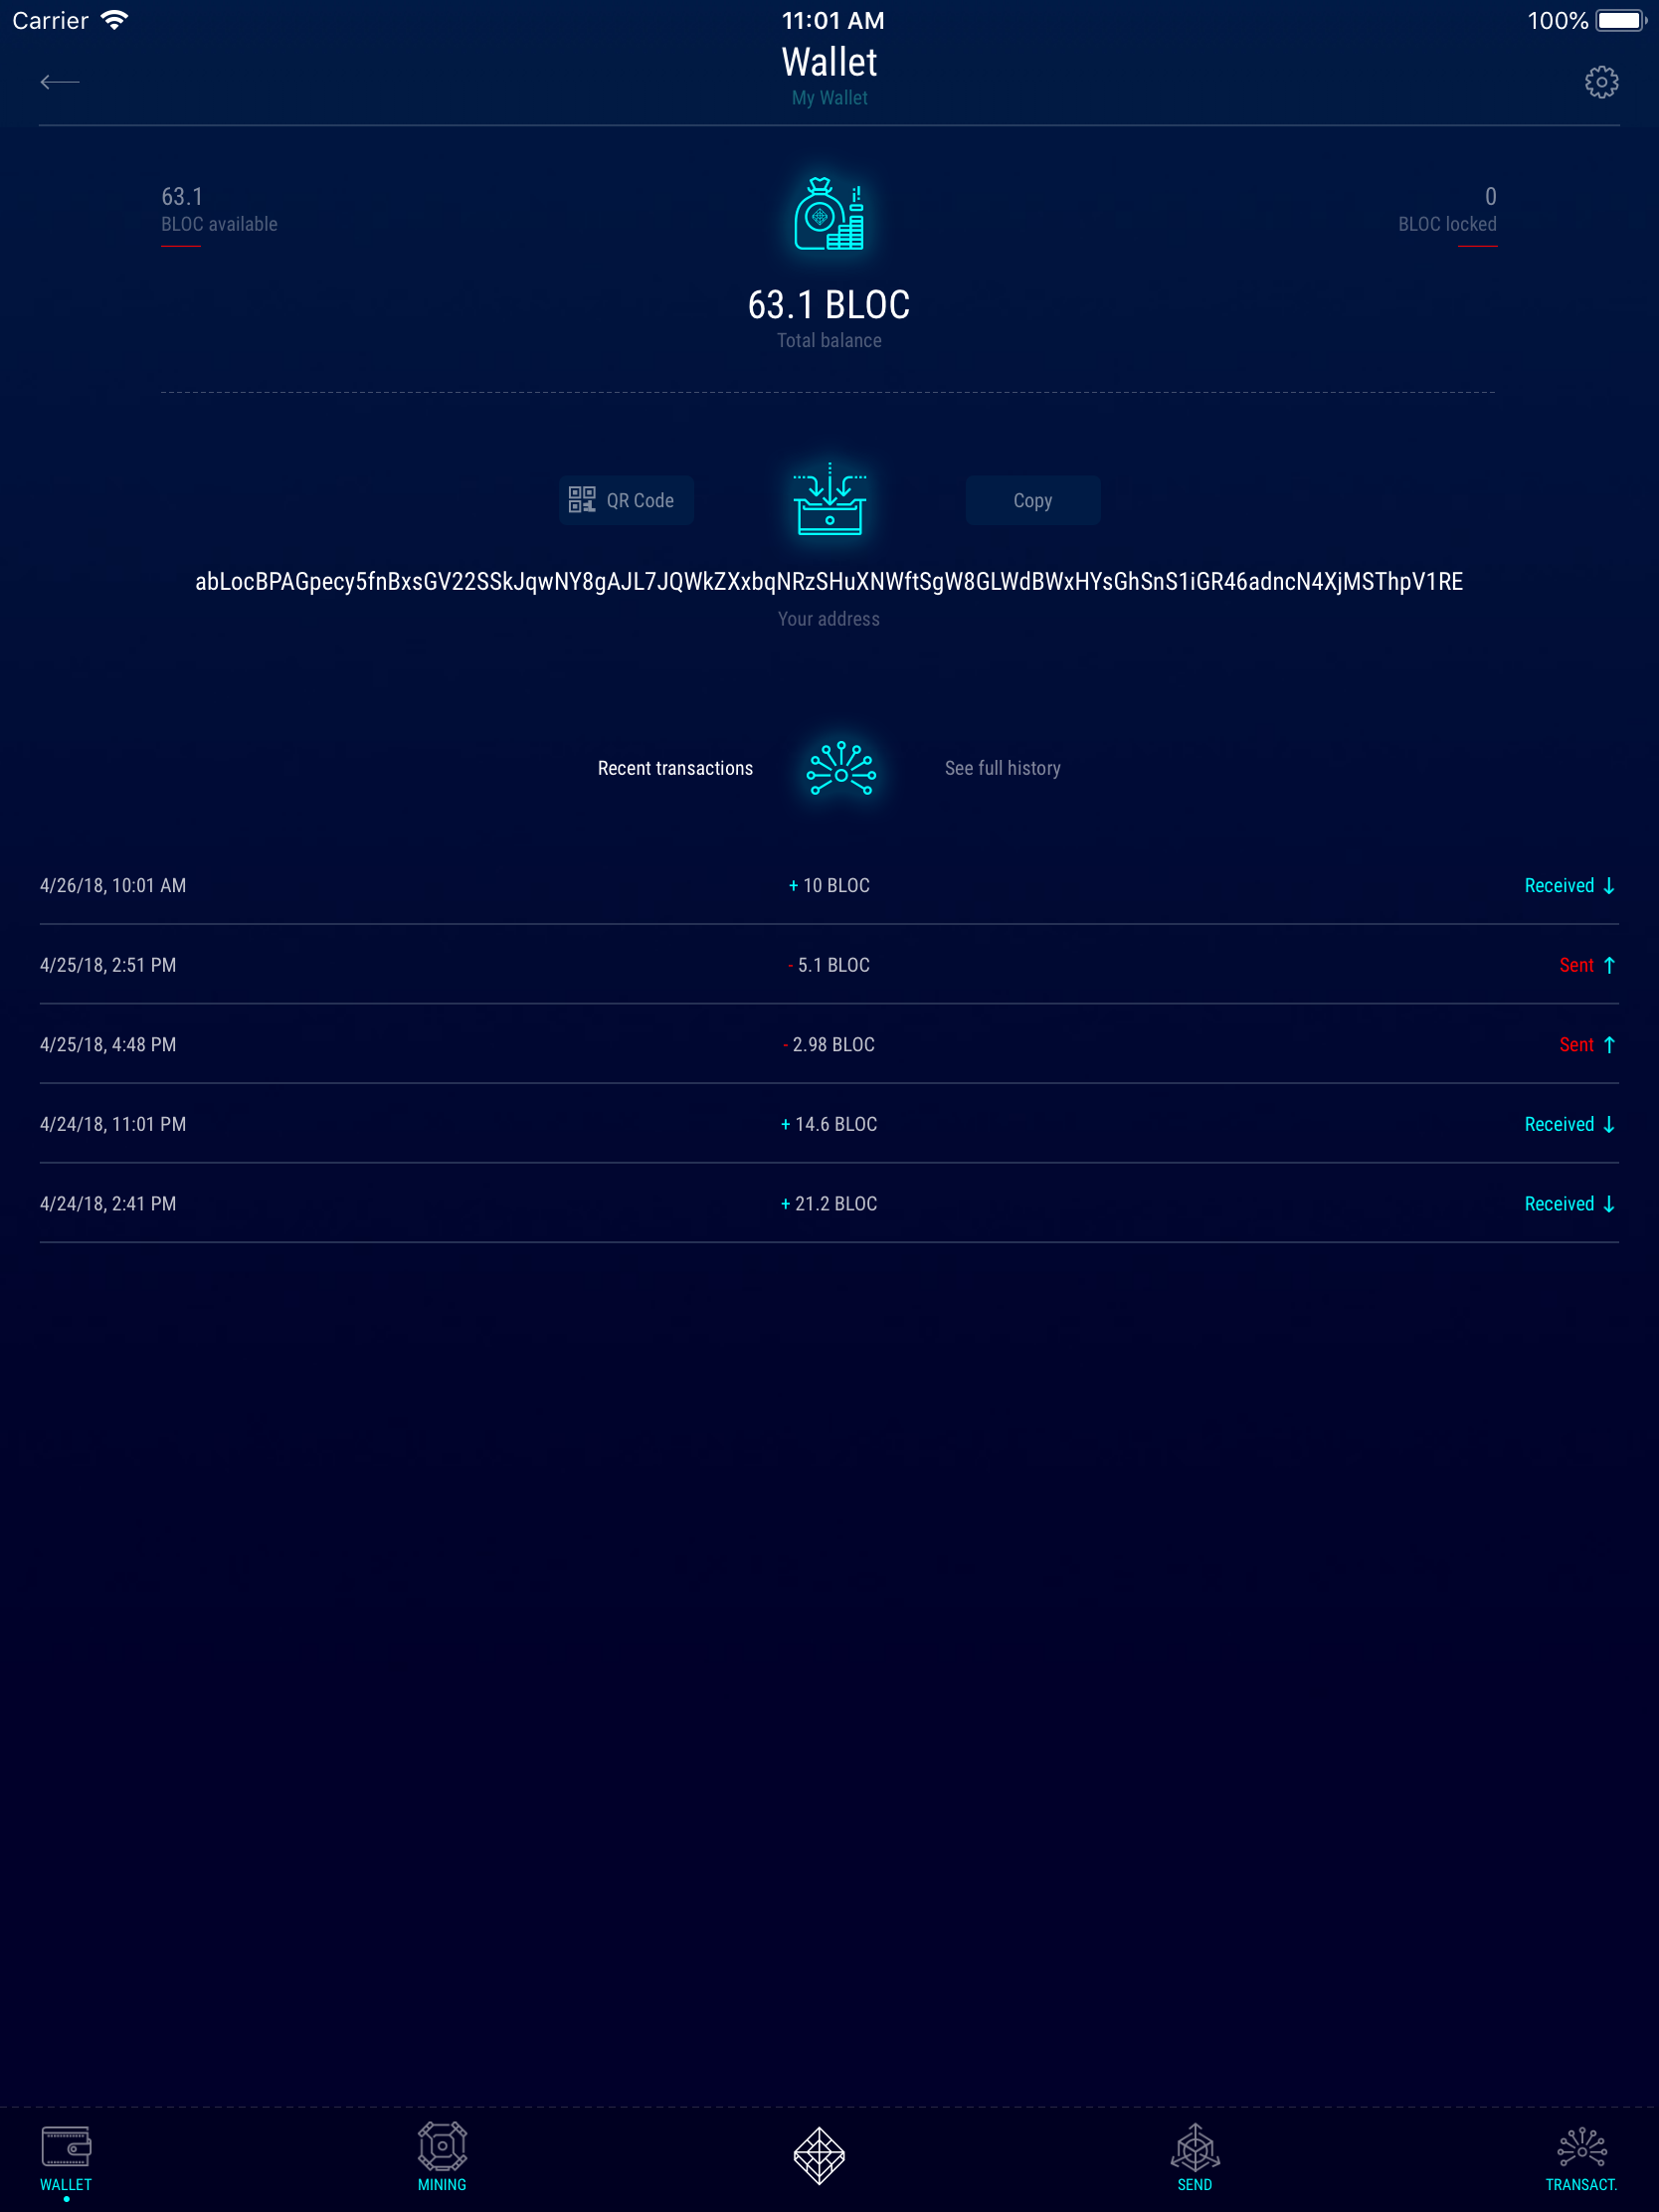 Carrier 11:01 AM 100%
Wallet
My Wallet
63.1 0
BLOC available BLOC locked
63.1 BLOC
Total balance
QR Code Copy
abLocBPAGpecy5fnBxsGV22SSkJqwNY8gAJL7JQWkZXxbqNRzSHuXNWftSgW8GLWdBWxHYsGhSnS1iGR46adncN4XjMSThpV1RE
Your address
Recent transactions See full history
4/26/18, 10:01 AM + 10 BLOC Received ↓
4/25/18, 2:51 PM - 5.1 BLOC Sent ↑
4/25/18, 4:48 PM - 2.98 BLOC Sent ↑
4/24/18, 11:01 PM + 14.6 BLOC Received ↓
4/24/18, 2:41 PM + 21.2 BLOC Received ↓
WALLET MINING SEND TRANSACT.